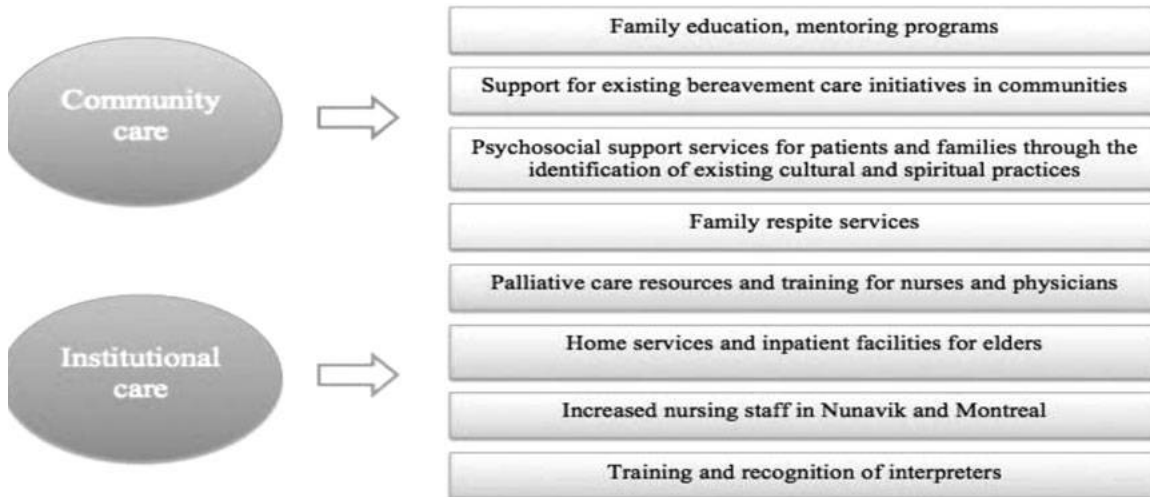 Community
care
Family education, mentoring programs
Support for existing bereavement care initiatives in communities
Psychosocial support services for patients and families through the
identification of existing cultural and spiritual practices
Family respite services
Institutional
care
Palliative care resources and training for nurses and physicians
Home services and inpatient facilities for elders
Increased nursing staff in Nunavik and Montreal
Training and recognition of interpreters